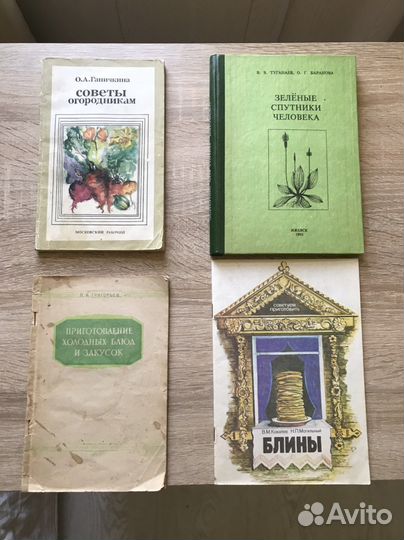 О.А.Ганичкина
Советы
огородникам
МОСКОВСКИЙ РАБОЧИЙ
В. В. ТУГАНАЕВ, О. Г. БАРАНОВА
ЗЕЛЁНЫЕ
СПУТНИКИ
ЧЕЛОВЕКА
ИЖЕВСК
П. Я. ГРИГОРЬЕВ
ПРИГОТОВЛЕНИЕ
ХОЛОДНЫХ БЛЮД
И ЗАКУСОК
советуем
приготовить
В.М.Ковалев Н.П.Могильный
БЛИНЫ
Avito